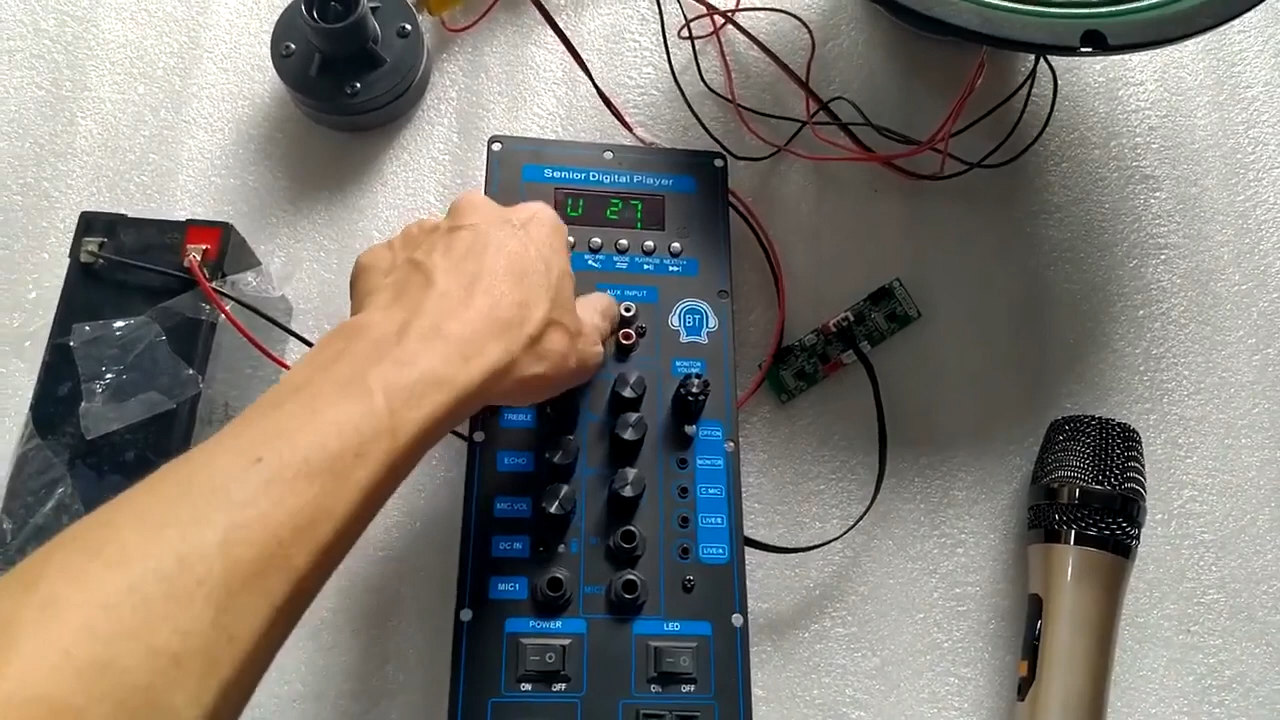 Senior Digital Player
U 27
MIC PRI MODE PLAY/PAUSE NEXT/V+
AUX INPUT
BT
MONITOR
VOLUME
TREBLE
OFF/ON
ECHO
MONITOR
C.MIC
MIC.VOL
LIVE/B
DC IN
LIVE/A
MIC1
MIC
POWER
LED
ON OFF
ON OFF